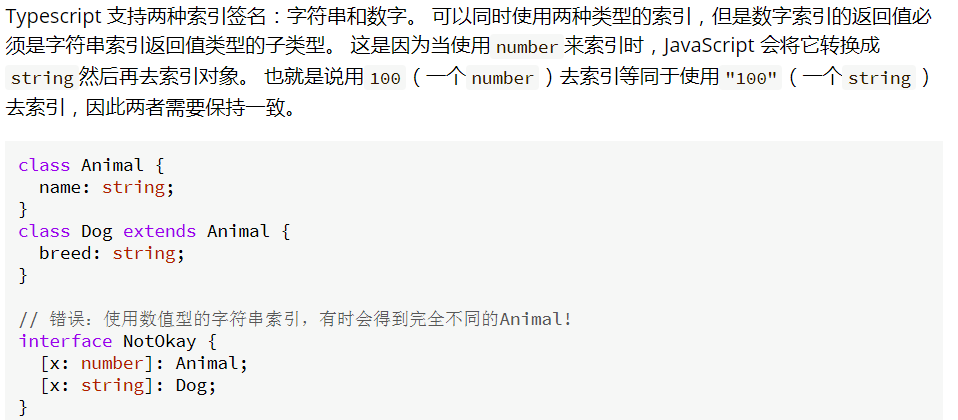 Typescript 支持两种索引签名：字符串和数字。 可以同时使用两种类型的索引，但是数字索引的返回值必
须是字符串索引返回值类型的子类型。 这是因为当使用 number 来索引时，JavaScript 会将它转换成
string 然后再去索引对象。 也就是说用 100 （一个 number ）去索引等同于使用 "100" （一个 string ）
去索引，因此两者需要保持一致。
class Animal {
  name: string;
}
class Dog extends Animal {
  breed: string;
}
// 错误：使用数值型的字符串索引，有时会得到完全不同的Animal!
interface NotOkay {
  [x: number]: Animal;
  [x: string]: Dog;
}